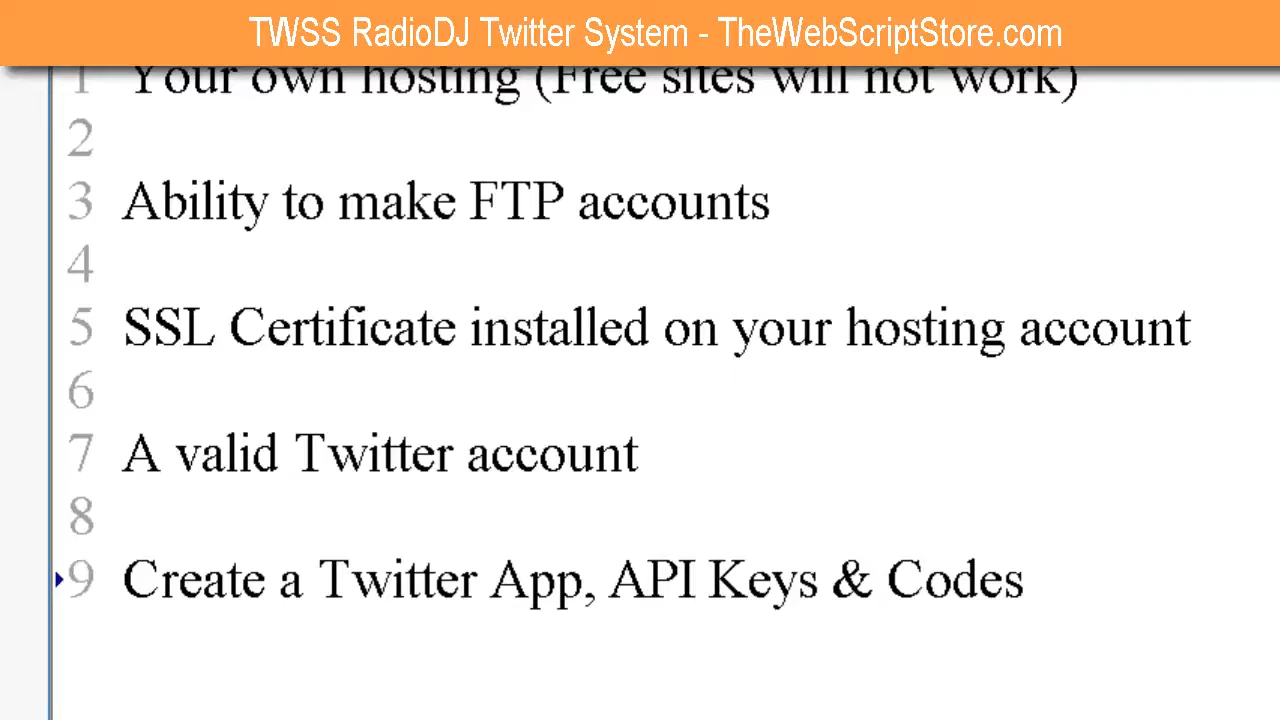 TWSS RadioDJ Twitter System - TheWebScriptStore.com
1 Your own hosting (Free sites will not work)
2
3 Ability to make FTP accounts
4
5 SSL Certificate installed on your hosting account
6
7 A valid Twitter account
8
9 Create a Twitter App, API Keys & Codes